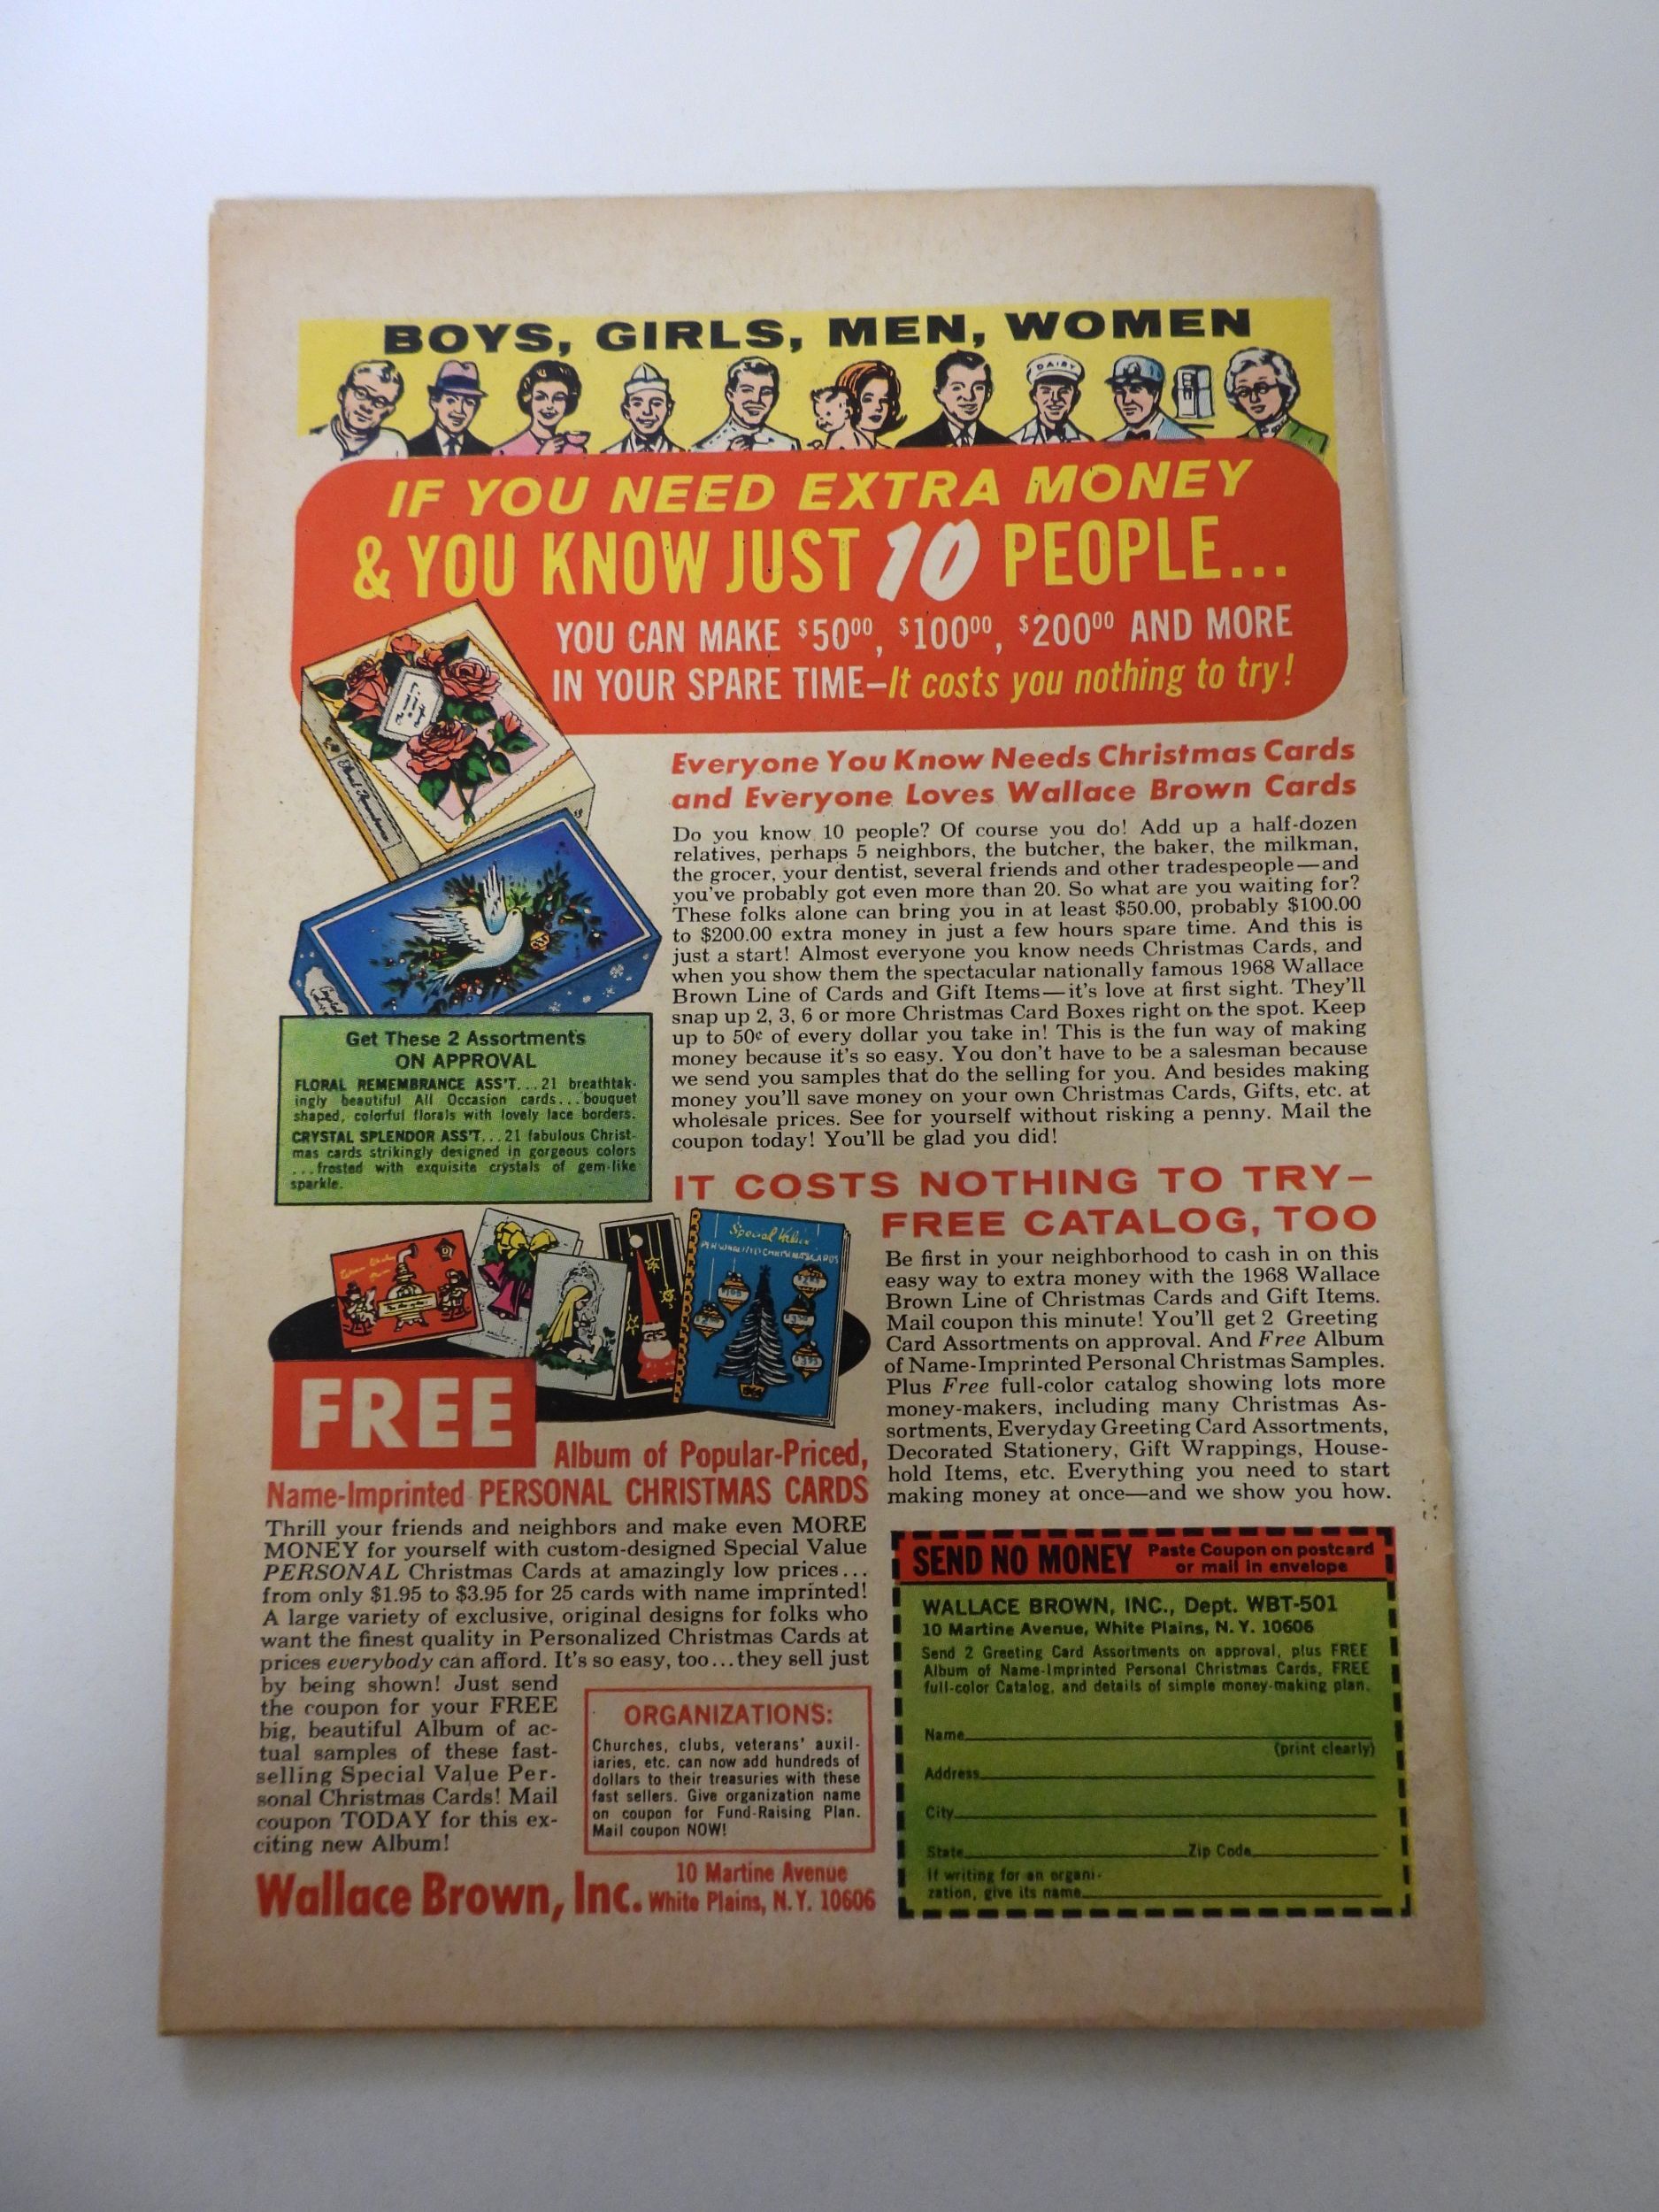 BOYS, GIRLS, MEN, WOMEN
DAIRY
IF YOU NEED EXTRA MONEY
& YOU KNOW JUST 10 PEOPLE...
YOU CAN MAKE $50⁰⁰, $100⁰⁰, $200⁰⁰ AND MORE
IN YOUR SPARE TIME—It costs you nothing to try!
Floral Remembrance
Everyone You Know Needs Christmas Cards
and Everyone Loves Wallace Brown Cards
Do you know 10 people? Of course you do! Add up a half-dozen
relatives, perhaps 5 neighbors, the butcher, the baker, the milkman,
the grocer, your dentist, several friends and other tradespeople—and
you've probably got even more than 20. So what are you waiting for?
These folks alone can bring you in at least $50.00, probably $100.00
to $200.00 extra money in just a few hours spare time. And this is
just a start! Almost everyone you know needs Christmas Cards, and
when you show them the spectacular nationally famous 1968 Wallace
Brown Line of Cards and Gift Items—it's love at first sight. They'll
snap up 2, 3, 6 or more Christmas Card Boxes right on the spot. Keep
up to 50¢ of every dollar you take in! This is the fun way of making
money because it's so easy. You don't have to be a salesman because
we send you samples that do the selling for you. And besides making
money you'll save money on your own Christmas Cards, Gifts, etc. at
wholesale prices. See for yourself without risking a penny. Mail the
coupon today! You'll be glad you did!
Get These 2 Assortments
ON APPROVAL
FLORAL REMEMBRANCE ASS'T...21 breathtak-
ingly beautiful All Occasion cards...bouquet
shaped, colorful florals with lovely lace borders.
CRYSTAL SPLENDOR ASS'T...21 fabulous Christ-
mas cards strikingly designed in gorgeous colors
...frosted with exquisite crystals of gem-like
sparkle.
IT COSTS NOTHING TO TRY—
FREE CATALOG, TOO
Be first in your neighborhood to cash in on this
easy way to extra money with the 1968 Wallace
Brown Line of Christmas Cards and Gift Items.
Mail coupon this minute! You'll get 2 Greeting
Card Assortments on approval. And Free Album
of Name-Imprinted Personal Christmas Samples.
Plus Free full-color catalog showing lots more
money-makers, including many Christmas As-
sortments, Everyday Greeting Card Assortments,
Decorated Stationery, Gift Wrappings, House-
hold Items, etc. Everything you need to start
making money at once—and we show you how.
Special Value
PERSONALIZED CHRISTMAS CARDS
FREE
Album of Popular-Priced,
Name-Imprinted PERSONAL CHRISTMAS CARDS
Thrill your friends and neighbors and make even MORE
MONEY for yourself with custom-designed Special Value
PERSONAL Christmas Cards at amazingly low prices...
from only $1.95 to $3.95 for 25 cards with name imprinted!
A large variety of exclusive, original designs for folks who
want the finest quality in Personalized Christmas Cards at
prices everybody can afford. It's so easy, too...they sell just
by being shown! Just send
the coupon for your FREE
big, beautiful Album of ac-
tual samples of these fast-
selling Special Value Per-
sonal Christmas Cards! Mail
coupon TODAY for this ex-
citing new Album!
ORGANIZATIONS:
Churches, clubs, veterans' auxil-
iaries, etc. can now add hundreds of
dollars to their treasuries with these
fast sellers. Give organization name
on coupon for Fund-Raising Plan.
Mail coupon NOW!
Wallace Brown, Inc. 10 Martine Avenue
White Plains, N.Y. 10606
SEND NO MONEY Paste Coupon on postcard
or mail in envelope
WALLACE BROWN, INC., Dept. WBT-501
10 Martine Avenue, White Plains, N. Y. 10606
Send 2 Greeting Card Assortments on approval, plus FREE
Album of Name-Imprinted Personal Christmas Cards, FREE
full-color Catalog, and details of simple money-making plan.
Name
(print clearly)
Address
City
State Zip Code
If writing for an organi-
zation, give its name